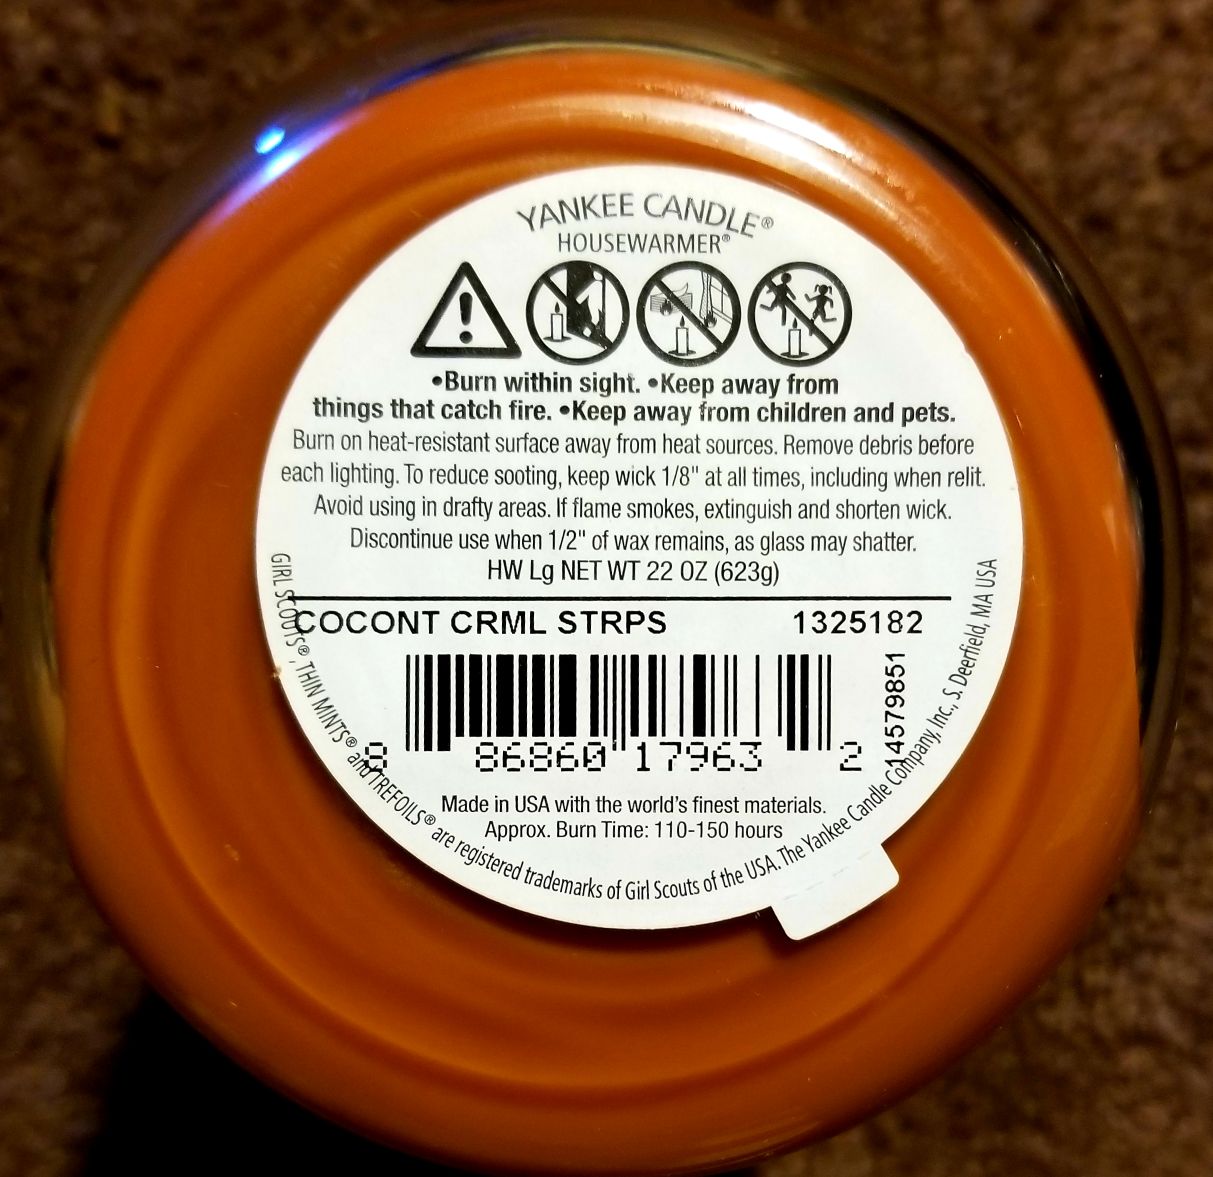 YANKEE CANDLE®
HOUSEWARMER®
•Burn within sight. •Keep away from
things that catch fire. •Keep away from children and pets.
Burn on heat-resistant surface away from heat sources. Remove debris before
each lighting. To reduce sooting, keep wick 1/8" at all times, including when relit.
Avoid using in drafty areas. If flame smokes, extinguish and shorten wick.
Discontinue use when 1/2" of wax remains, as glass may shatter.
HW Lg NET WT 22 OZ (623g)
COCONT CRML STRPS 1325182
14579851
8 86860 17963 2
Made in USA with the world's finest materials.
Approx. Burn Time: 110-150 hours
GIRL SCOUTS®, THIN MINTS® and TREFOILS® are registered trademarks of Girl Scouts of the USA. The Yankee Candle Company, Inc., S. Deerfield, MA USA